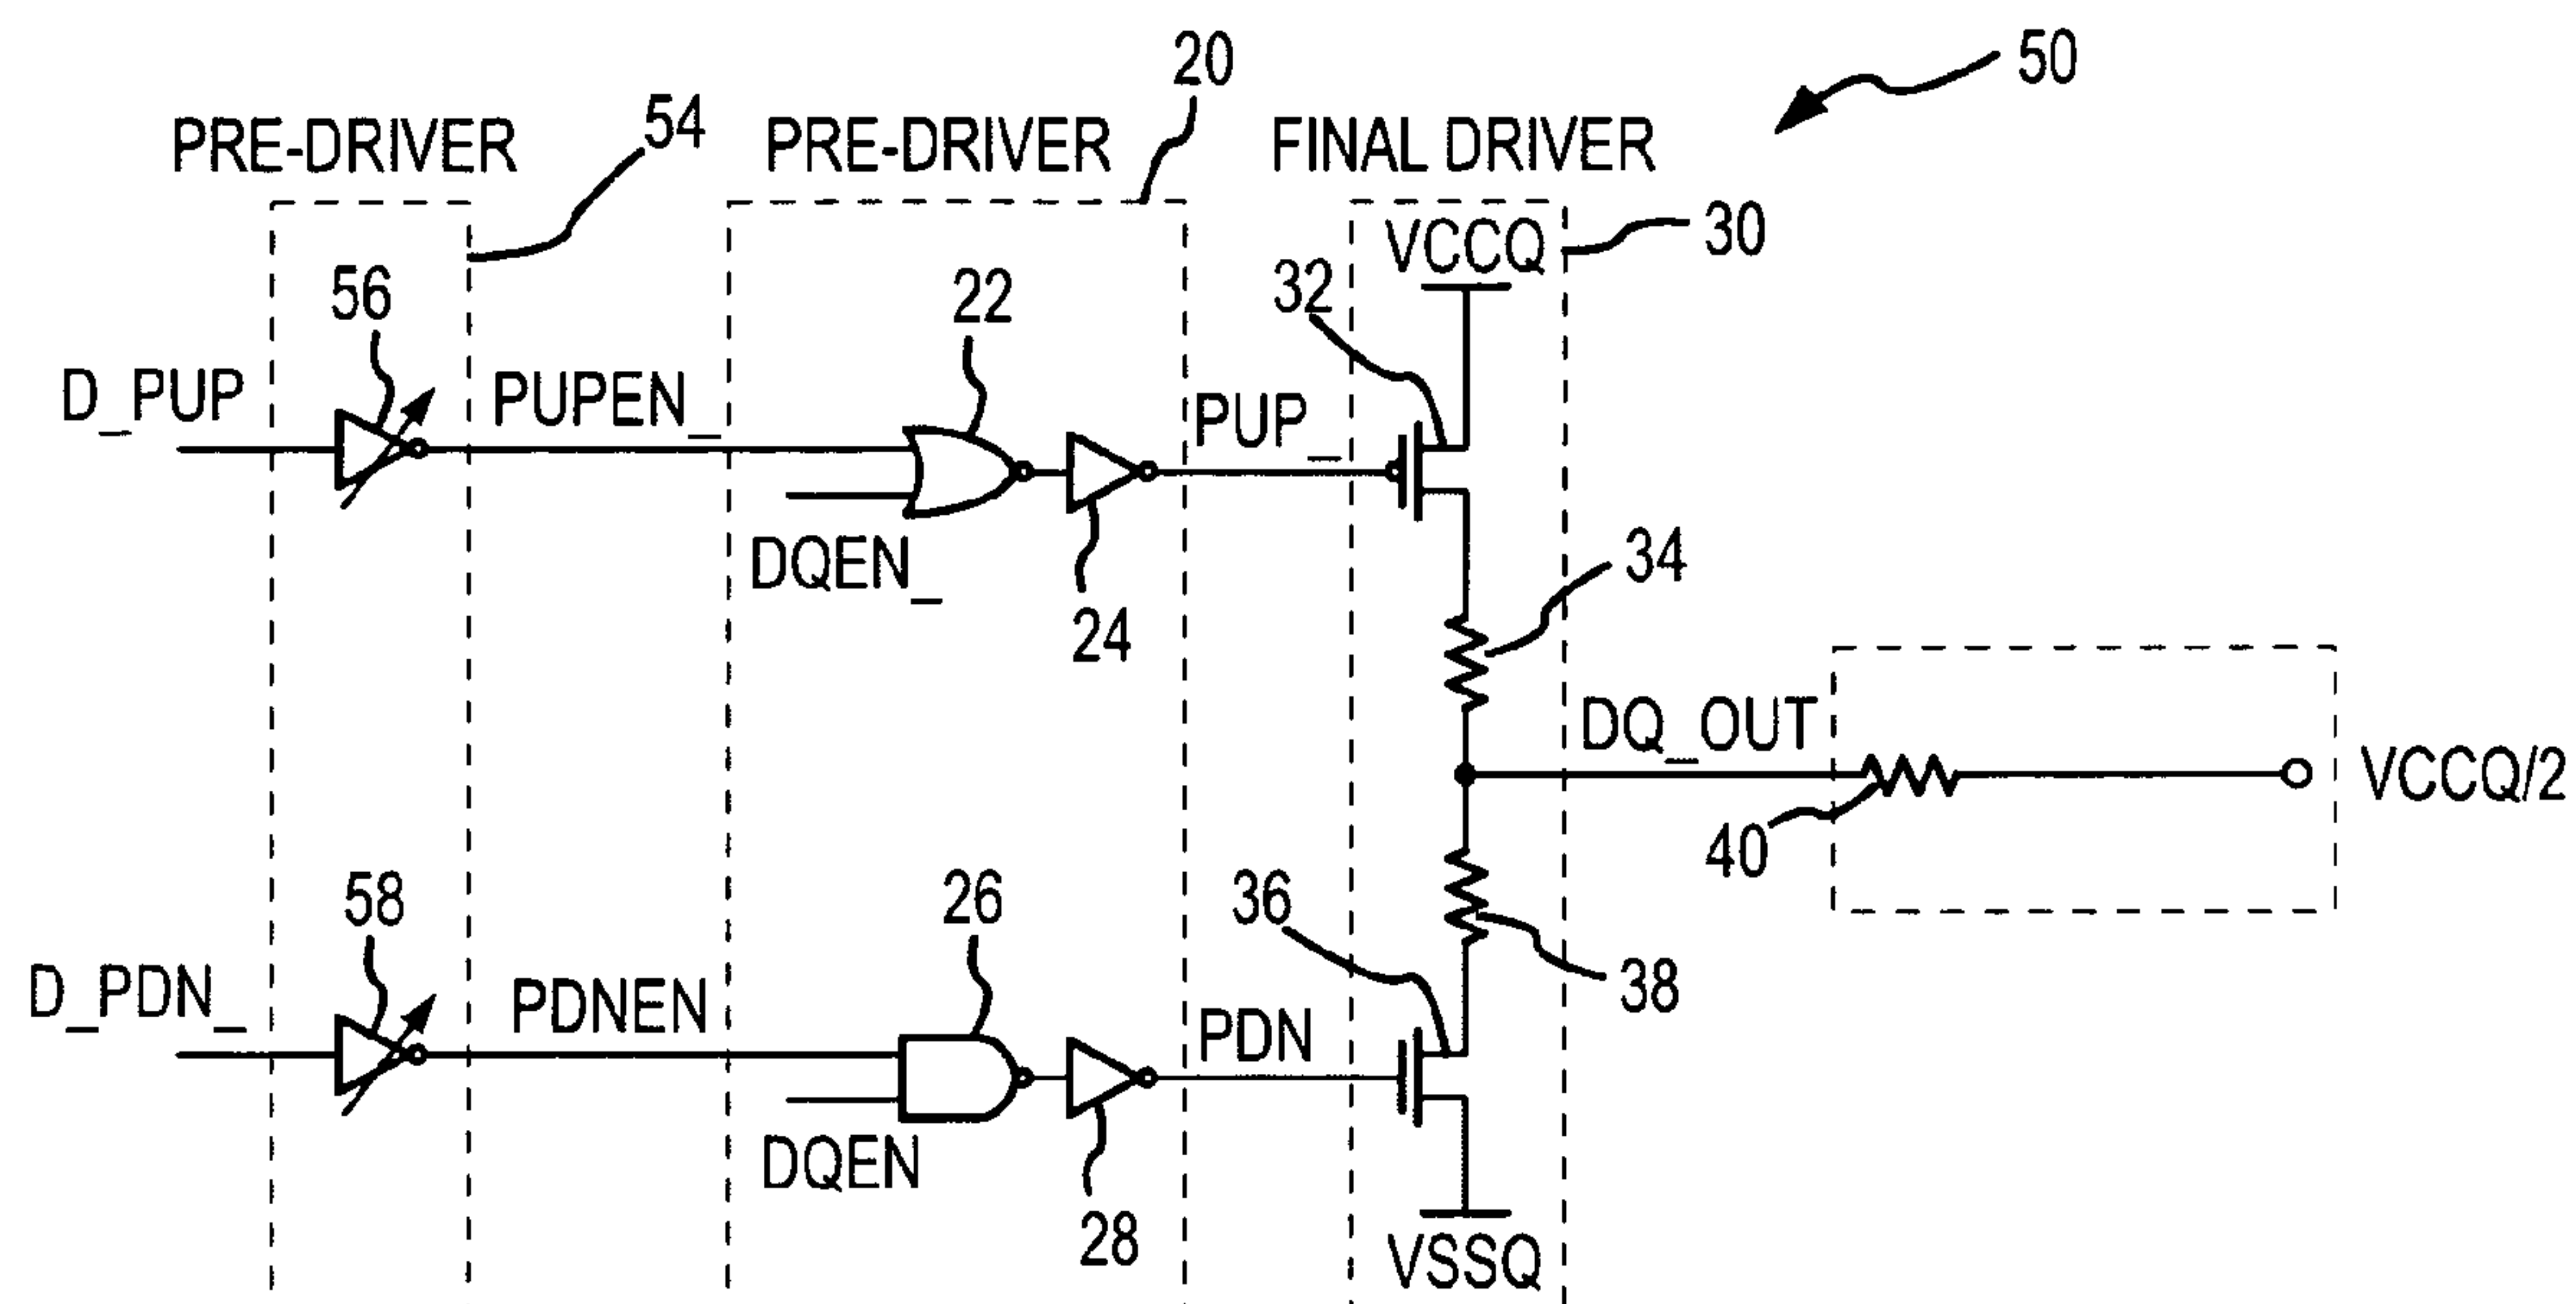 20
50
54
PRE-DRIVER
PRE-DRIVER
FINAL DRIVER
30
VCCQ
56
22
32
D_PUP
PUPEN_
PUP_
DQEN_
24
34
DQ_OUT
VCCQ/2
40
58
26
36
38
D_PDN_
PDNEN
PDN
DQEN
28
VSSQ